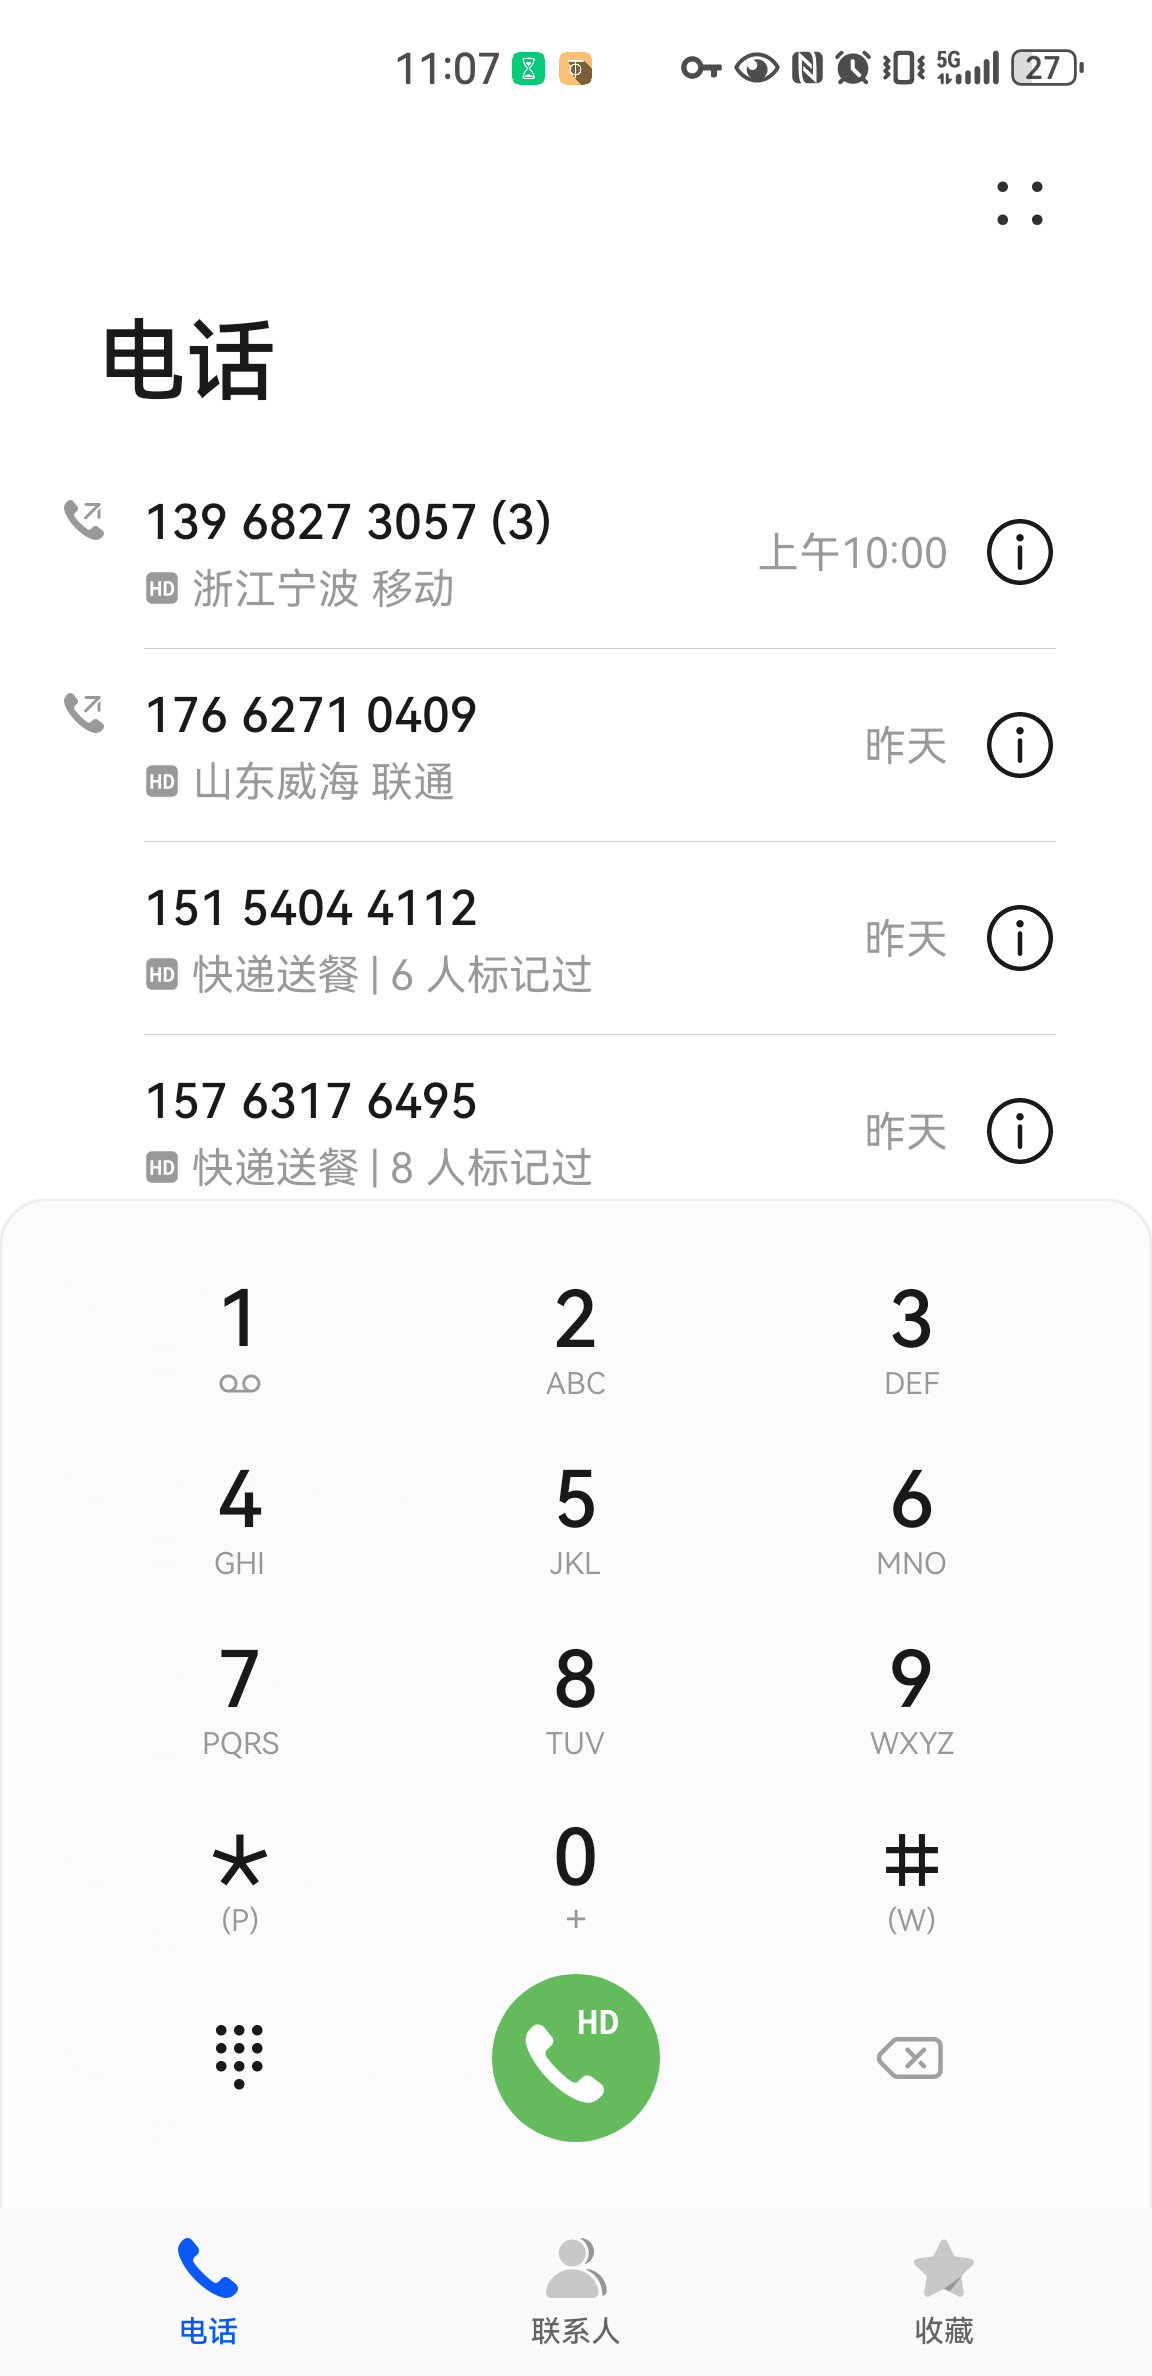 11:07 5G 27
电话
139 6827 3057 (3)
上午10:00
HD 浙江宁波 移动
176 6271 0409
昨天
HD 山东威海 联通
151 5404 4112
昨天
HD 快递送餐 | 6 人标记过
157 6317 6495
昨天
HD 快递送餐 | 8 人标记过
1 2 3
ABC DEF
4 5 6
GHI JKL MNO
7 8 9
PQRS TUV WXYZ
* 0 #
(P) + (W)
HD
电话 联系人 收藏